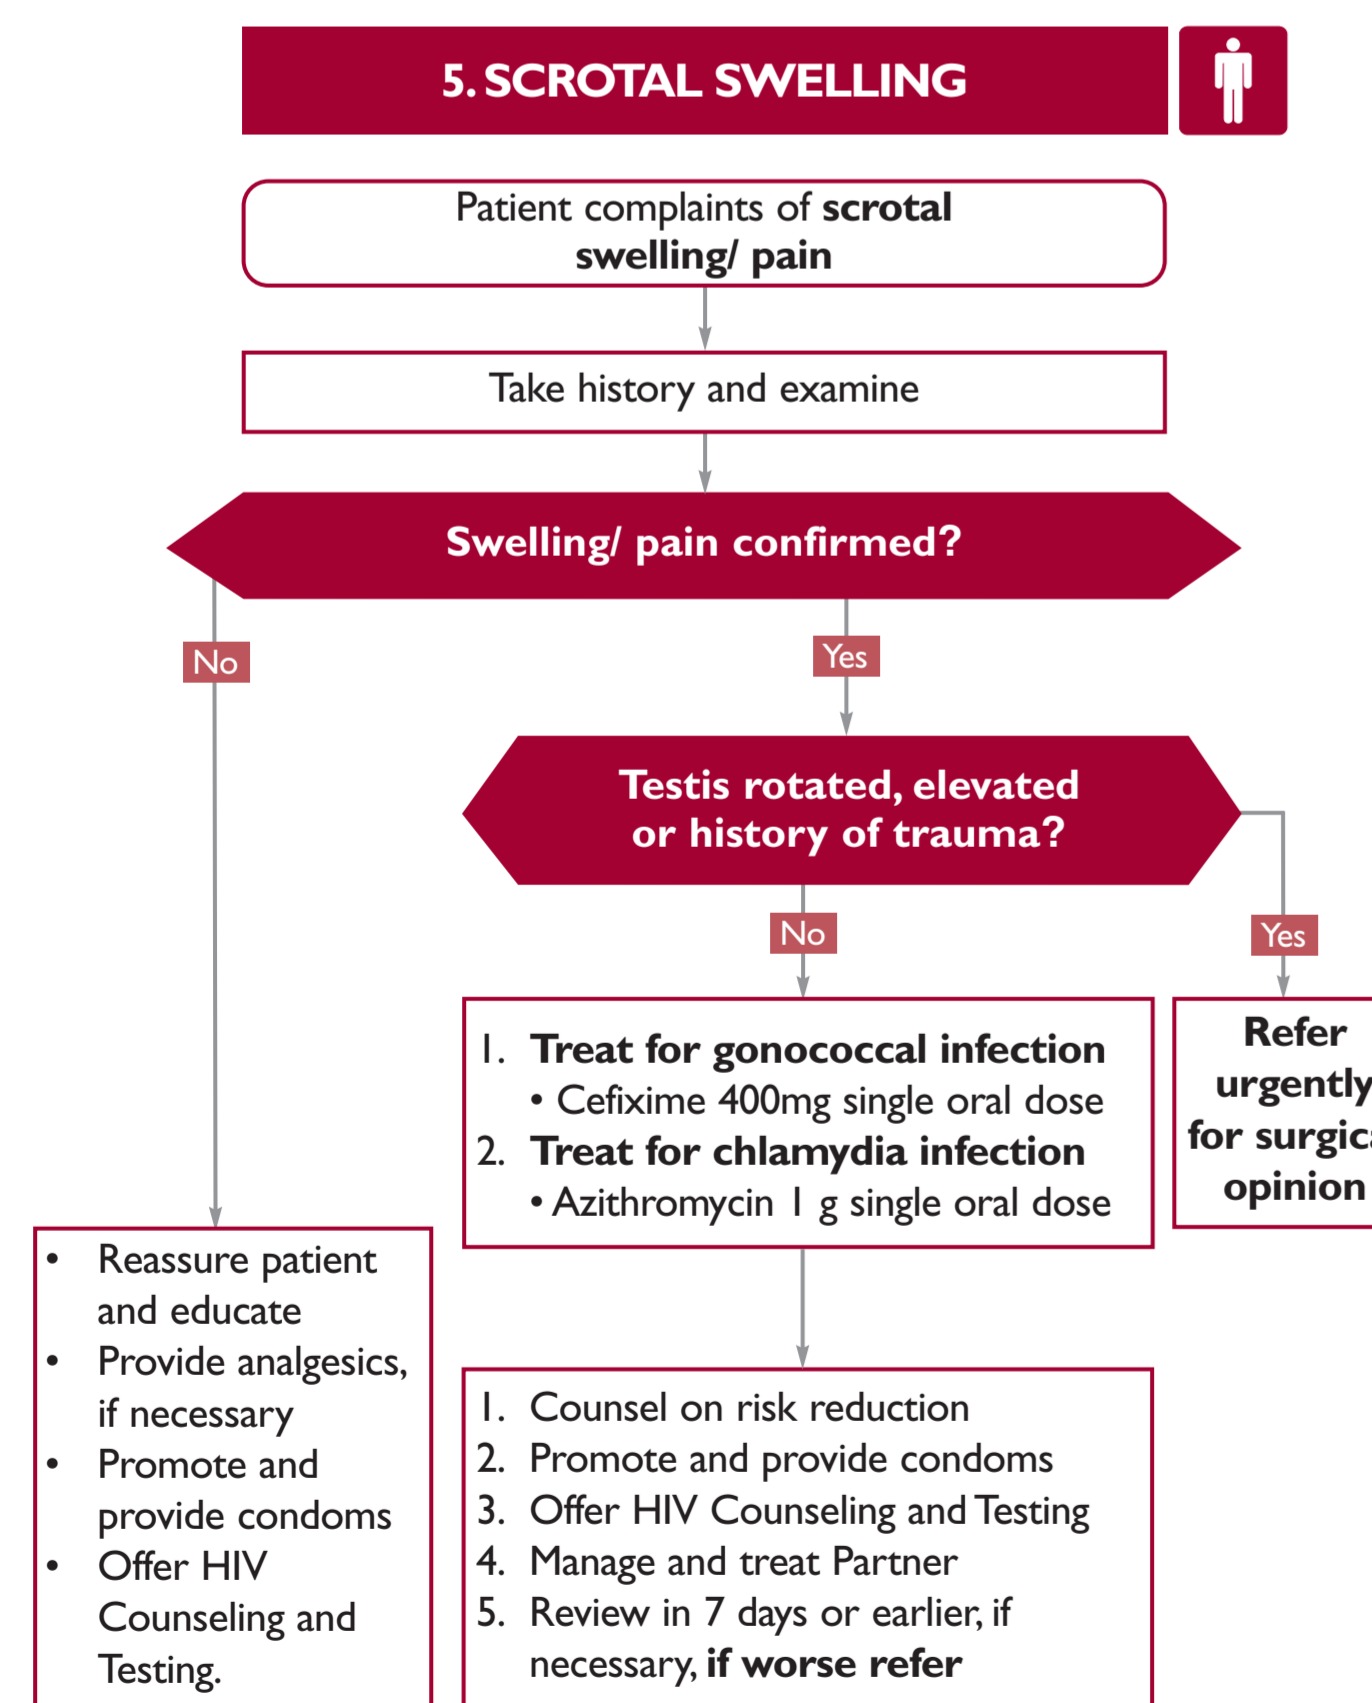 5. SCROTAL SWELLING
Patient complaints of scrotal
swelling/ pain
Take history and examine
Swelling/ pain confirmed?
No
Yes
Testis rotated, elevated
or history of trauma?
No
Yes
1. Treat for gonococcal infection
• Cefixime 400mg single oral dose
2. Treat for chlamydia infection
• Azithromycin 1 g single oral dose
Refer
urgently
for surgica
opinion
• Reassure patient
and educate
• Provide analgesics,
if necessary
• Promote and
provide condoms
• Offer HIV
Counseling and
Testing.
1. Counsel on risk reduction
2. Promote and provide condoms
3. Offer HIV Counseling and Testing
4. Manage and treat Partner
5. Review in 7 days or earlier, if
necessary, if worse refer